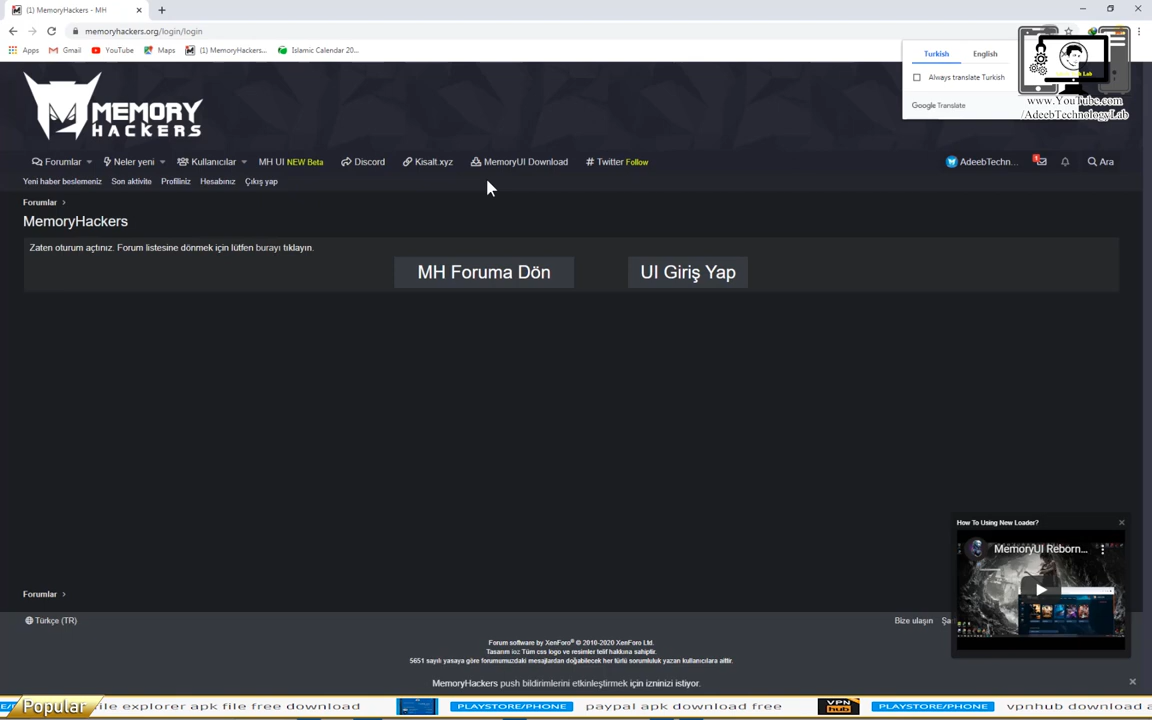 (1) MemoryHackers - MH
memoryhackers.org/login/login
Apps Gmail YouTube Maps (1) MemoryHackers... Islamic Calendar 20...
Turkish English
Always translate Turkish
Google Translate
www.YouTube.com
/AdeebTechnologyLab
MEMORY
HACKERS
Forumlar Neler yeni Kullanıcılar MH UI NEW Beta Discord Kisalt.xyz MemoryUI Download # Twitter Follow AdeebTechn... Ara
Yeni haber beslemeniz Son aktivite Profiliniz Hesabınız Çıkış yap
Forumlar
MemoryHackers
Zaten oturum açtınız. Forum listesine dönmek için lütfen burayı tıklayın.
MH Foruma Dön UI Giriş Yap
How To Using New Loader?
MemoryUI Reborn...
Forumlar
Türkçe (TR) Bize ulaşın
Forum software by XenForo® © 2010-2020 XenForo Ltd.
Tasarım ioz Tüm css logo ve resimler telif hakkına sahiptir.
5651 sayılı yasaya göre forumumuzdaki mesajlardan doğabilecek her türlü sorumluluk yazan kullanıcılara aittir.
MemoryHackers push bildirimlerini etkinleştirmek için izninizi istiyor.
Popular ile explorer apk file free download PLAYSTORE/PHONE paypal apk download free VPN hub PLAYSTORE/PHONE vpnhub download a